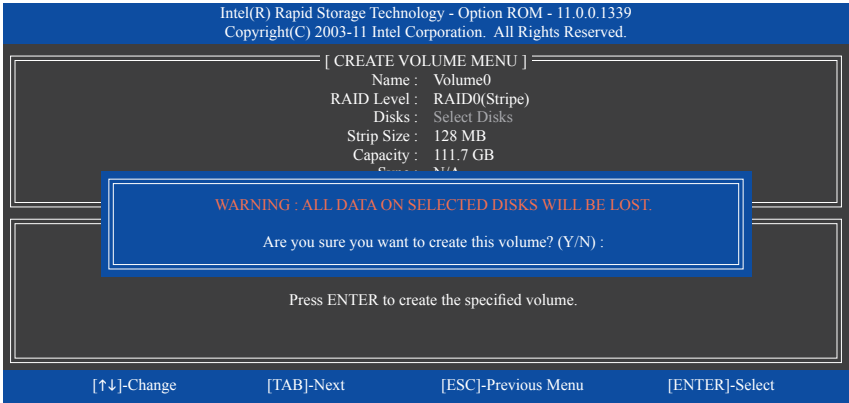 Intel(R) Rapid Storage Technology - Option ROM - 11.0.0.1339
Copyright(C) 2003-11 Intel Corporation.  All Rights Reserved.
[ CREATE VOLUME MENU ]
Name :  Volume0
RAID Level :  RAID0(Stripe)
Disks :  Select Disks
Strip Size :  128 MB
Capacity :  111.7 GB
WARNING : ALL DATA ON SELECTED DISKS WILL BE LOST.
Are you sure you want to create this volume? (Y/N) :
Press ENTER to create the specified volume.
[↑↓]-Change [TAB]-Next [ESC]-Previous Menu [ENTER]-Select